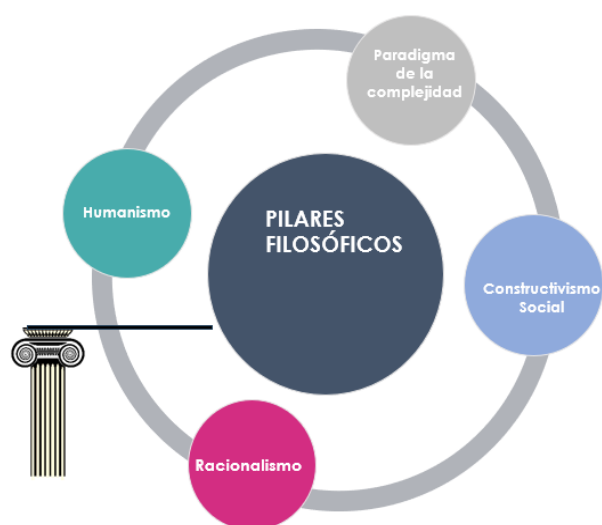 Paradigma
de la
complejidad
Humanismo
PILARES
FILOSÓFICOS
Constructivismo
Social
Racionalismo